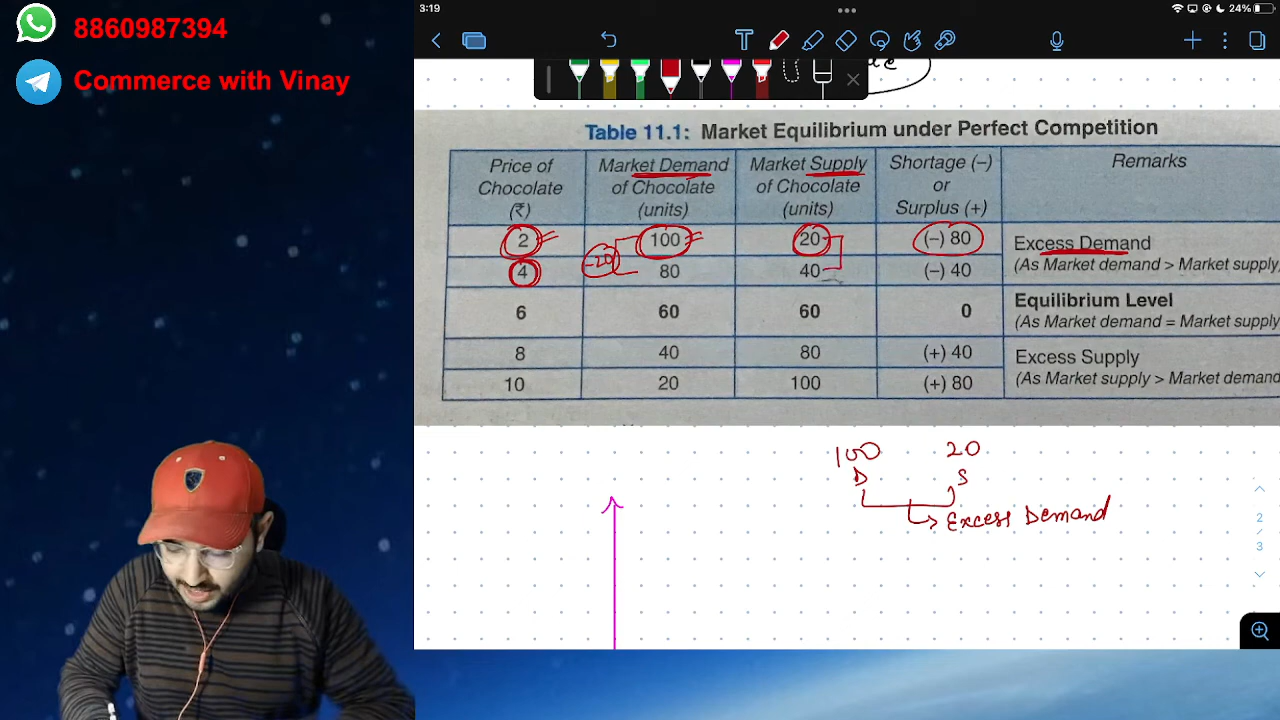 8860987394
Commerce with Vinay
3:19
24%
T
Table 11.1: Market Equilibrium under Perfect Competition
Price of Chocolate (₹) Market Demand of Chocolate (units) Market Supply of Chocolate (units) Shortage (–) or Surplus (+) Remarks
2 100 20 (–) 80 Excess Demand
4 80 40 (–) 40 (As Market demand > Market supply
-20
6 60 60 0 Equilibrium Level
(As Market demand = Market supply
8 40 80 (+) 40 Excess Supply
10 20 100 (+) 80 (As Market supply > Market demand
100 20
D S
Excess Demand
2
/
3